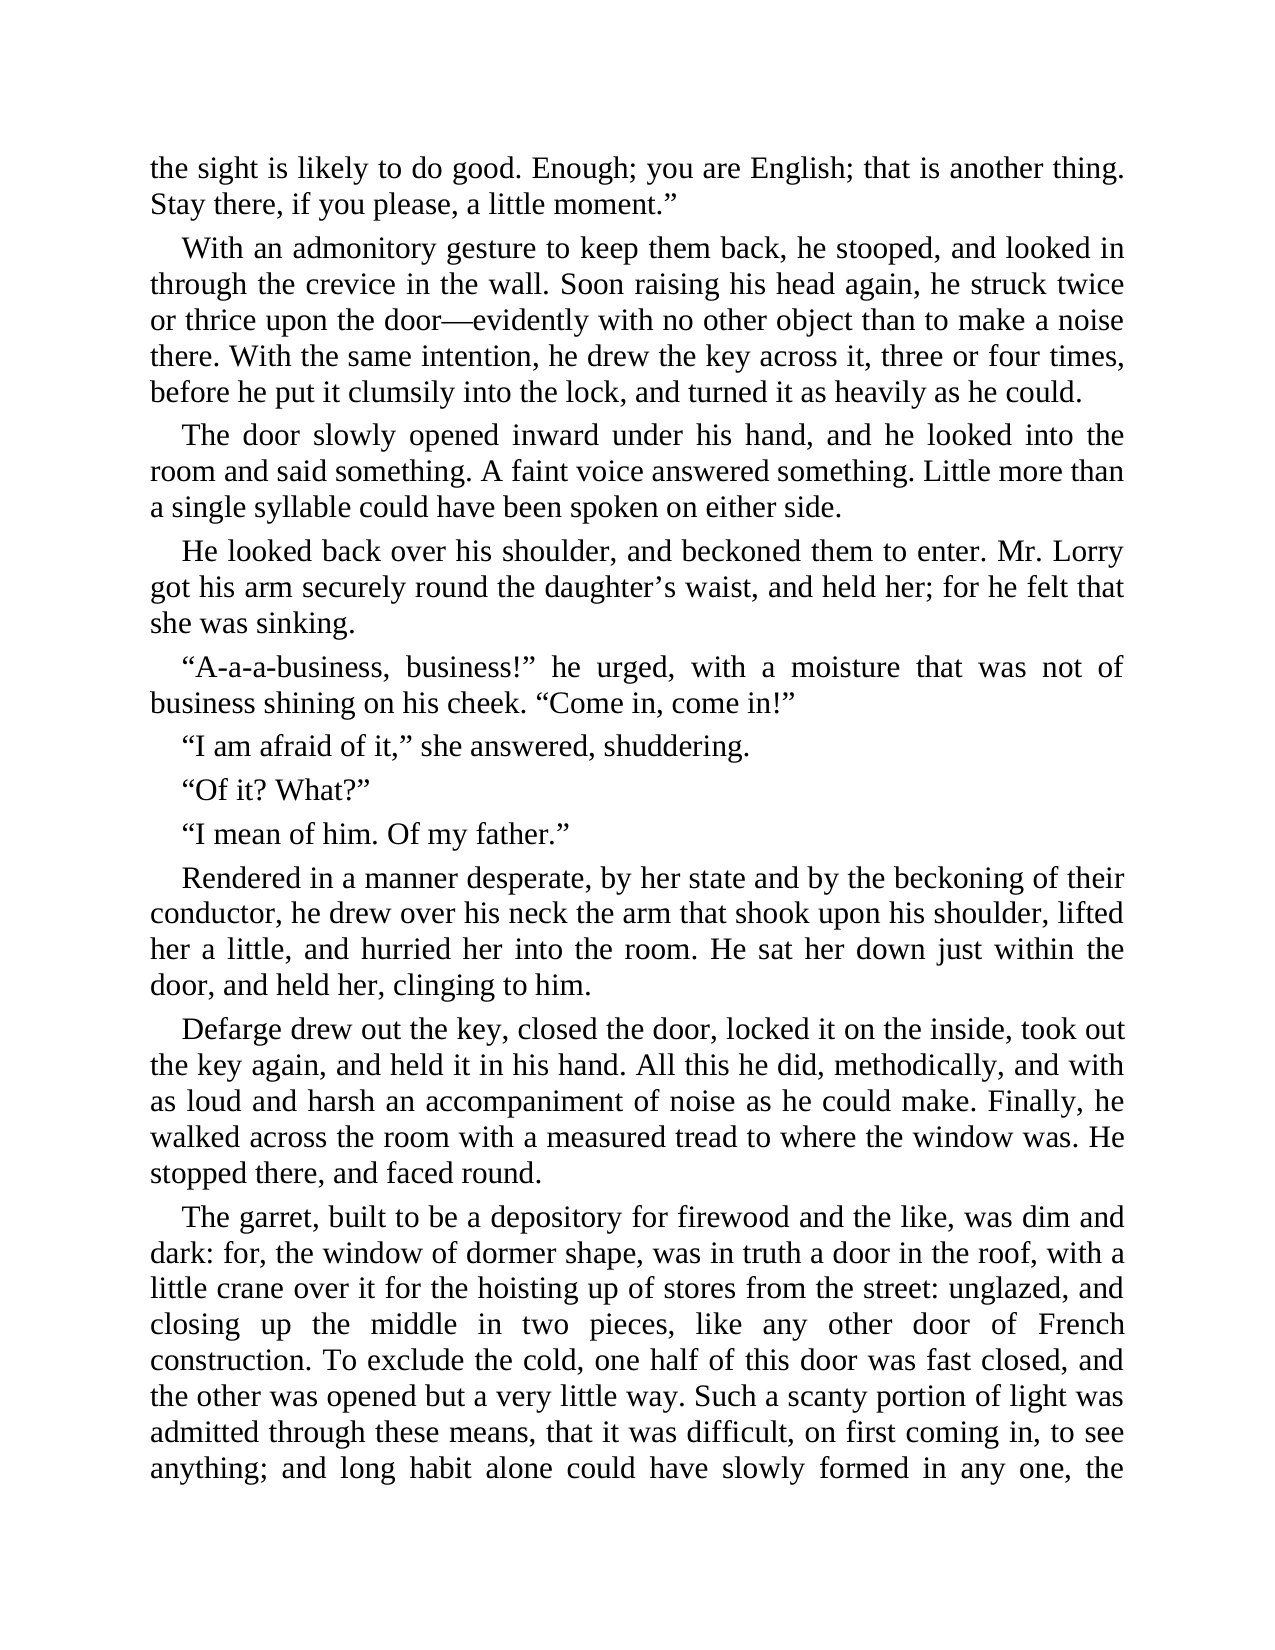 the sight is likely to do good. Enough; you are English; that is another thing.
Stay there, if you please, a little moment.”
With an admonitory gesture to keep them back, he stooped, and looked in
through the crevice in the wall. Soon raising his head again, he struck twice
or thrice upon the door—evidently with no other object than to make a noise
there. With the same intention, he drew the key across it, three or four times,
before he put it clumsily into the lock, and turned it as heavily as he could.
The door slowly opened inward under his hand, and he looked into the
room and said something. A faint voice answered something. Little more than
a single syllable could have been spoken on either side.
He looked back over his shoulder, and beckoned them to enter. Mr. Lorry
got his arm securely round the daughter’s waist, and held her; for he felt that
she was sinking.
“A-a-a-business, business!” he urged, with a moisture that was not of
business shining on his cheek. “Come in, come in!”
“I am afraid of it,” she answered, shuddering.
“Of it? What?”
“I mean of him. Of my father.”
Rendered in a manner desperate, by her state and by the beckoning of their
conductor, he drew over his neck the arm that shook upon his shoulder, lifted
her a little, and hurried her into the room. He sat her down just within the
door, and held her, clinging to him.
Defarge drew out the key, closed the door, locked it on the inside, took out
the key again, and held it in his hand. All this he did, methodically, and with
as loud and harsh an accompaniment of noise as he could make. Finally, he
walked across the room with a measured tread to where the window was. He
stopped there, and faced round.
The garret, built to be a depository for firewood and the like, was dim and
dark: for, the window of dormer shape, was in truth a door in the roof, with a
little crane over it for the hoisting up of stores from the street: unglazed, and
closing up the middle in two pieces, like any other door of French
construction. To exclude the cold, one half of this door was fast closed, and
the other was opened but a very little way. Such a scanty portion of light was
admitted through these means, that it was difficult, on first coming in, to see
anything; and long habit alone could have slowly formed in any one, the